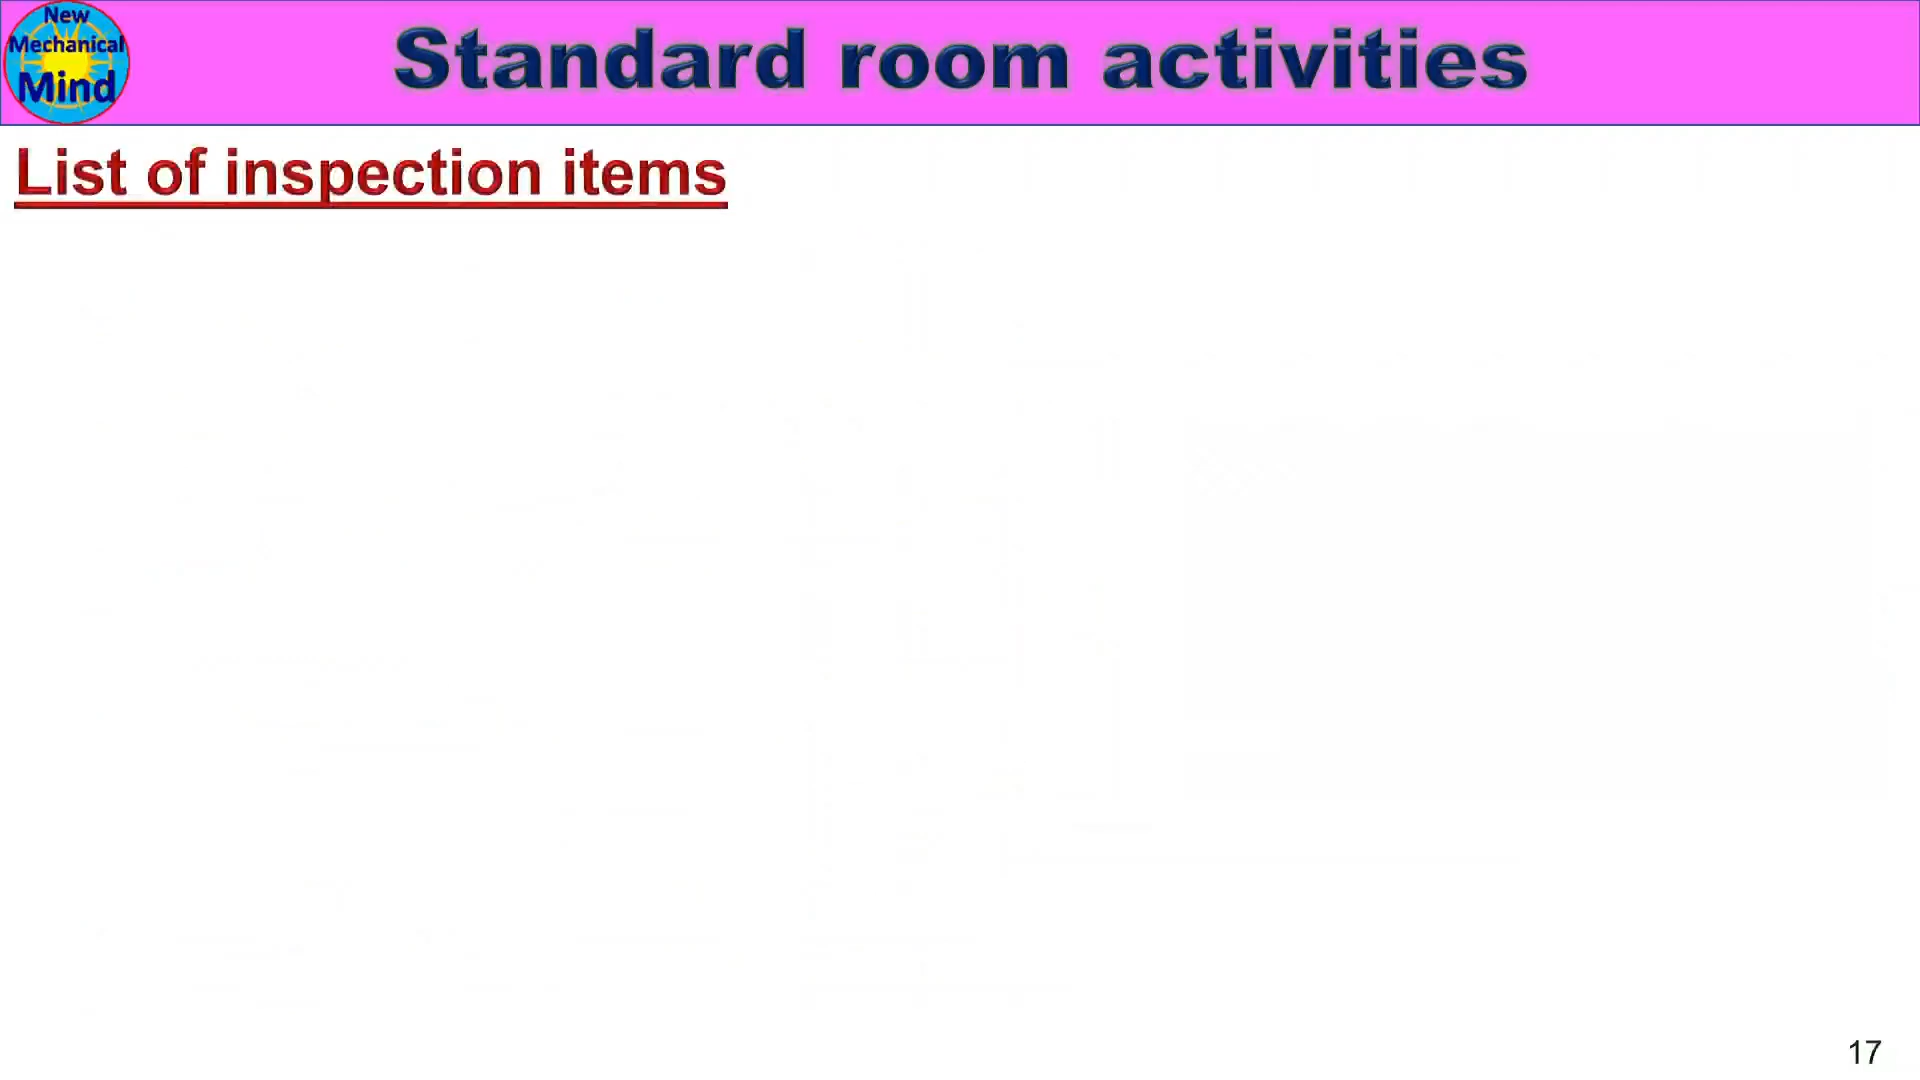 New
Mechanical
Mind
Standard room activities
List of inspection items
17